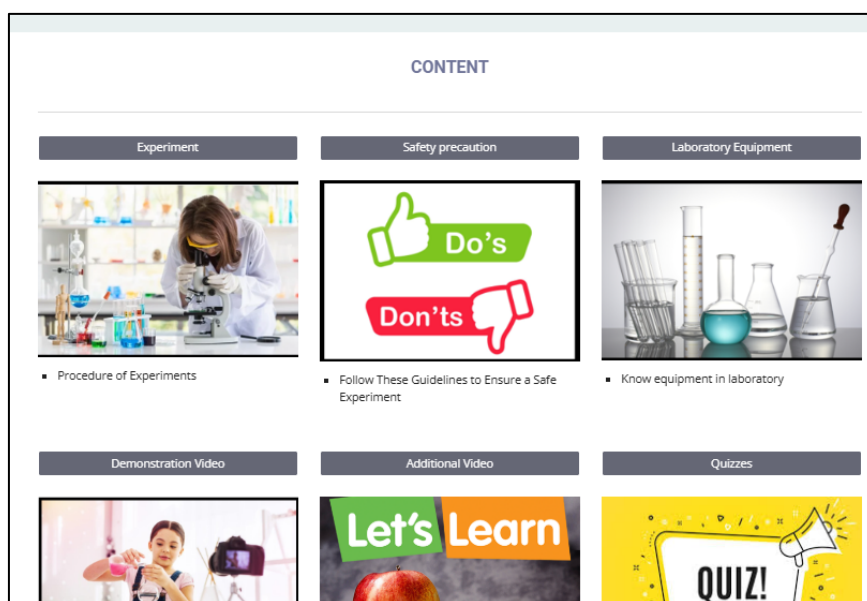 CONTENT
Experiment
Safety precaution
Laboratory Equipment
Do's
Don'ts
▪ Procedure of Experiments
▪ Follow These Guidelines to Ensure a Safe
Experiment
▪ Know equipment in laboratory
Demonstration Video
Additional Video
Quizzes
Let's Learn
QUIZ!